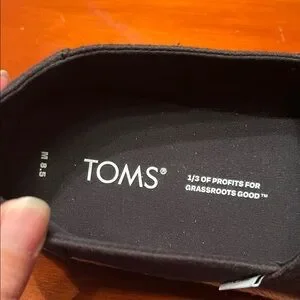 M 8.5
TOMS®
1/3 OF PROFITS FOR
GRASSROOTS GOOD™